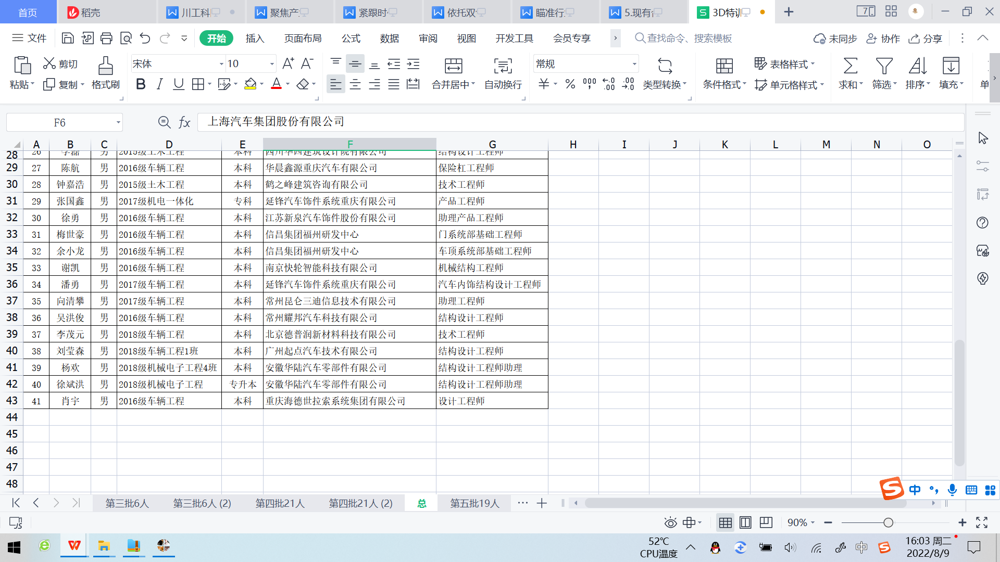 首页 稻壳 川工科 聚焦产 紧跟时 依托双 瞄准行 5.现有 3D特训 7
文件 开始 插入 页面布局 公式 数据 审阅 视图 开发工具 会员专享 查找命令、搜索模板 未同步 协作 分享
粘贴 剪切 复制 格式刷 宋体 10 合并居中 自动换行 常规 类型转换 条件格式 表格样式 单元格样式 求和 筛选 排序 填充 单
F6 fx 上海汽车集团股份有限公司
A B C D E F G H I J K L M N O
28 26 李磊 男 2015级土木工程 本科 四川华西建筑设计院有限公司 结构设计工程师
29 27 陈航 男 2016级车辆工程 本科 华晨鑫源重庆汽车有限公司 保险杠工程师
30 28 钟嘉浩 男 2015级土木工程 本科 鹤之峰建筑咨询有限公司 技术工程师
31 29 张国鑫 男 2017级机电一体化 专科 延锋汽车饰件系统重庆有限公司 产品工程师
32 30 徐勇 男 2016级车辆工程 本科 江苏新泉汽车饰件股份有限公司 助理产品工程师
33 31 梅世豪 男 2016级车辆工程 本科 信昌集团福州研发中心 门系统部基础工程师
34 32 余小龙 男 2016级车辆工程 本科 信昌集团福州研发中心 车顶系统部基础工程师
35 33 谢凯 男 2016级车辆工程 本科 南京快轮智能科技有限公司 机械结构工程师
36 34 潘勇 男 2017级车辆工程 本科 延锋汽车饰件系统重庆有限公司 汽车内饰结构设计工程师
37 35 向清攀 男 2017级车辆工程 本科 常州昆仑三迪信息技术有限公司 助理工程师
38 36 吴洪俊 男 2016级车辆工程 本科 常州耀邦汽车科技有限公司 结构设计工程师
39 37 李茂元 男 2018级车辆工程 本科 北京德普润新材料科技有限公司 技术工程师
40 38 刘莹森 男 2018级车辆工程1班 本科 广州起点汽车技术有限公司 结构设计工程师
41 39 杨欢 男 2018级机械电子工程4班 本科 安徽华陆汽车零部件有限公司 结构设计工程师助理
42 40 徐斌洪 男 2018级机械电子工程 专升本 安徽华陆汽车零部件有限公司 结构设计工程师助理
43 41 肖宇 男 2016级车辆工程 本科 重庆海德世拉索系统集团有限公司 设计工程师
44
45
46
47
48
中
第三批6人 第三批6人 (2) 第四批21人 第四批21人 (2) 总 第五批19人 ···
90%
52℃ CPU温度 中 16:03 周二 2022/8/9